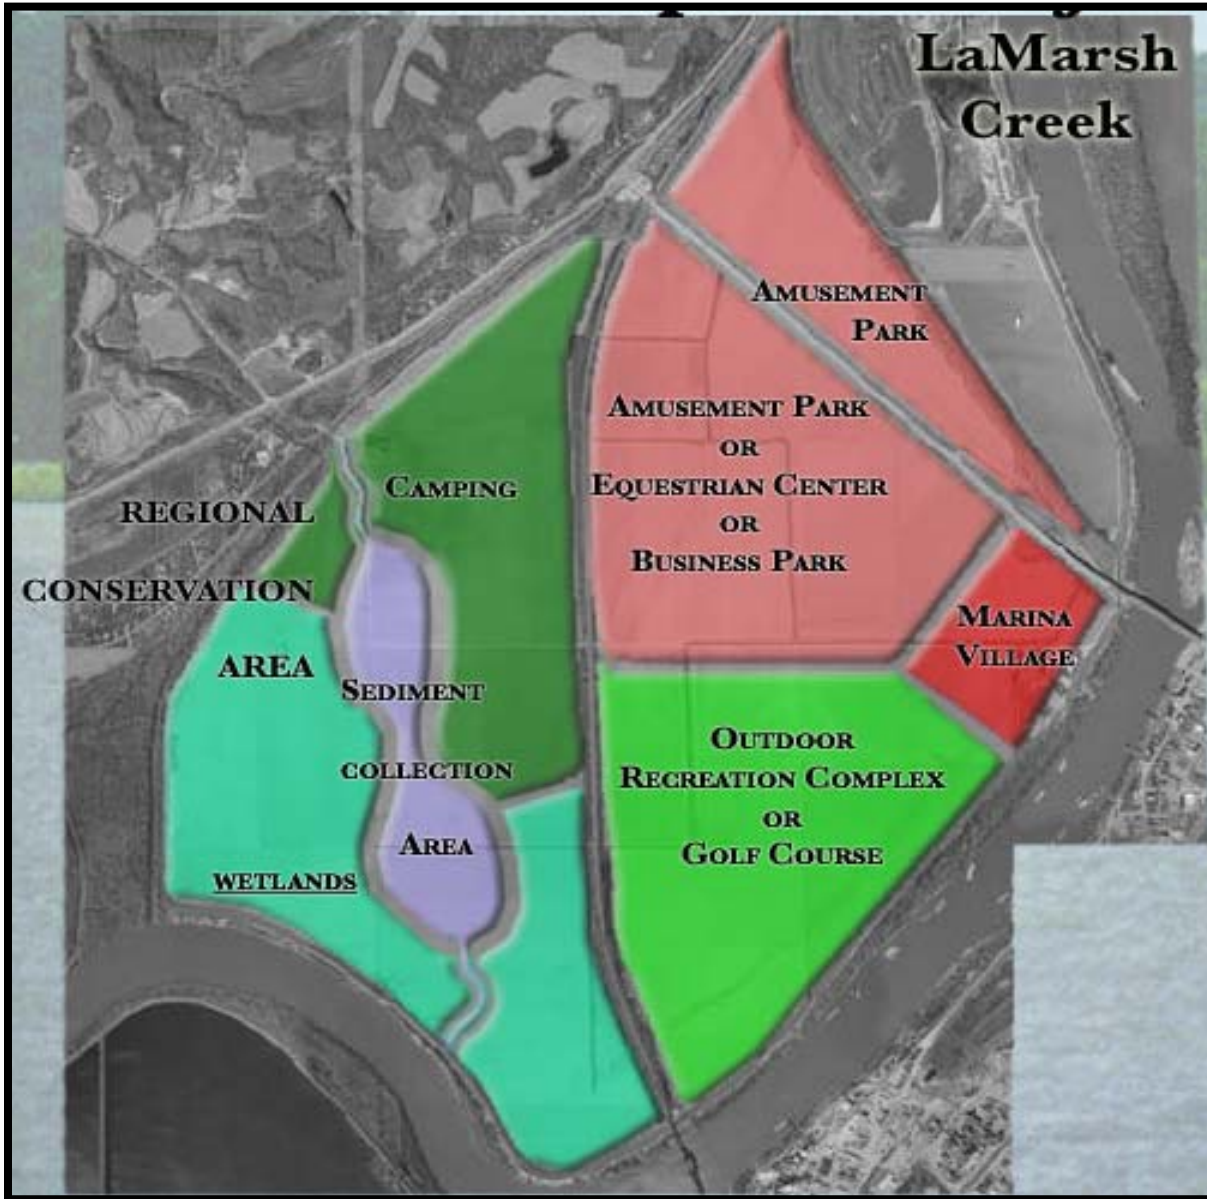 LaMarsh
Creek
Amusement
Park
Amusement Park
or
Equestrian Center
or
Business Park
Camping
REGIONAL
CONSERVATION
AREA
Marina
Village
Sediment
collection
Area
Outdoor
Recreation Complex
or
Golf Course
wetlands